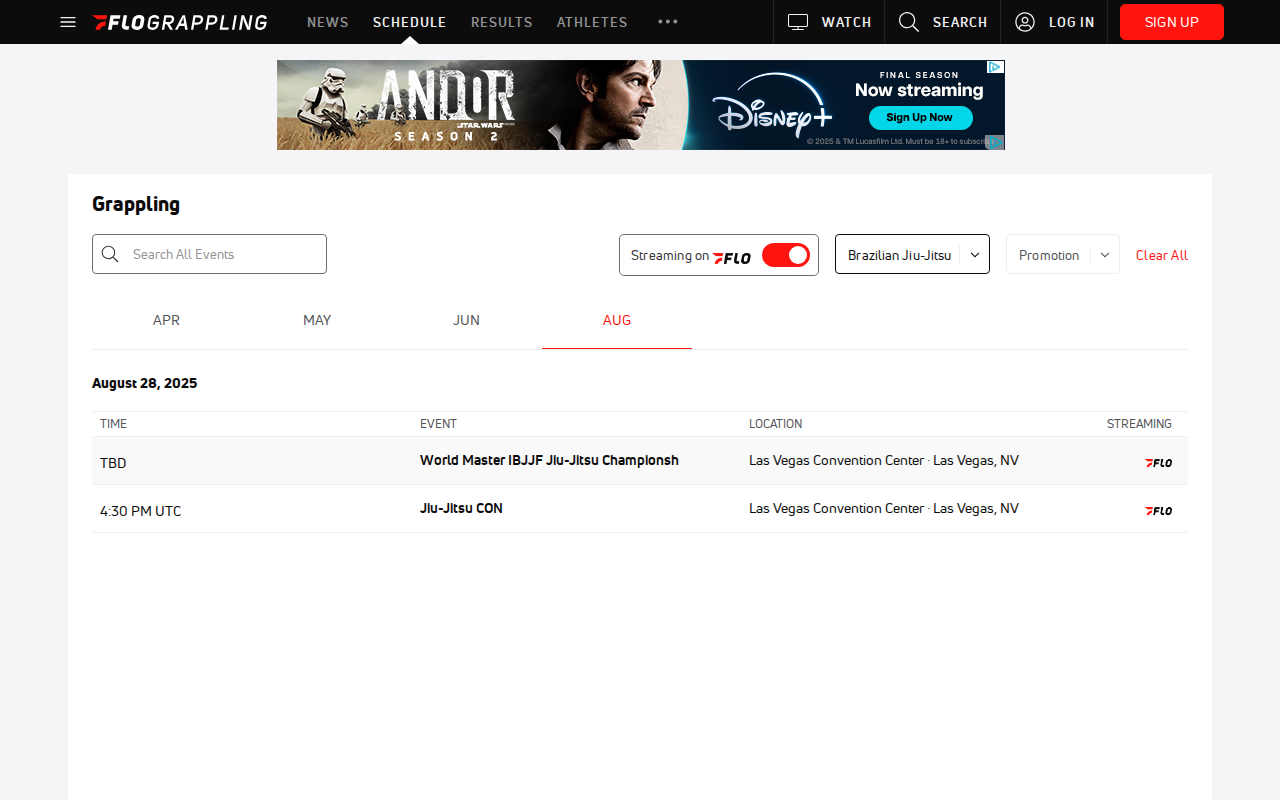 FLOGRAPPLING NEWS SCHEDULE RESULTS ATHLETES WATCH SEARCH LOG IN SIGN UP
ANDOR
STAR WARS
SEASON 2
Disney+
FINAL SEASON
Now streaming
Sign Up Now
© 2025 & TM Lucasfilm Ltd. Must be 18+ to subscrib
Grappling
Search All Events
Streaming on FLO
Brazilian Jiu-Jitsu
Promotion
Clear All
APR MAY JUN AUG
August 28, 2025
TIME EVENT LOCATION STREAMING
TBD World Master IBJJF Jiu-Jitsu Championsh Las Vegas Convention Center · Las Vegas, NV FLO
4:30 PM UTC Jiu-Jitsu CON Las Vegas Convention Center · Las Vegas, NV FLO